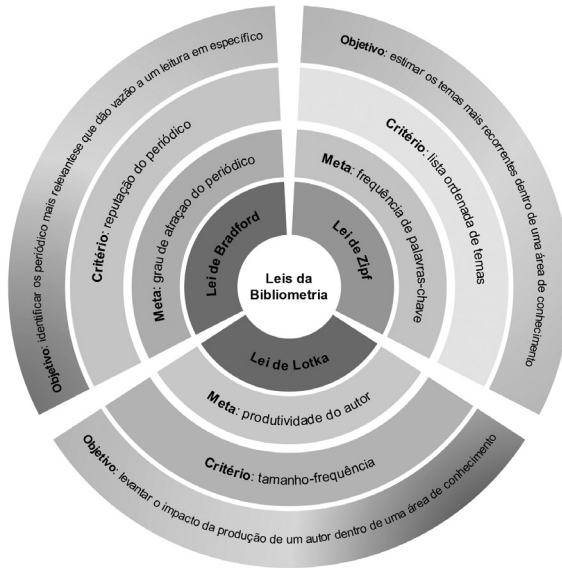 Leis da
Bibliometria
Lei de Bradford
Meta: grau de atração do periódico
Critério: reputação do periódico
Objetivo: identificar os periódico mais relevantese que dão vazão a um leitura em específico
Lei de Zipf
Meta: frequência de palavras-chave
Critério: lista ordenada de temas
Objetivo: estimar os temas mais recorrentes dentro de uma área de conhecimento
Lei de Lotka
Meta: produtividade do autor
Critério: tamanho-frequência
Objetivo: levantar o impacto da produção de um autor dentro de uma área de conhecimento